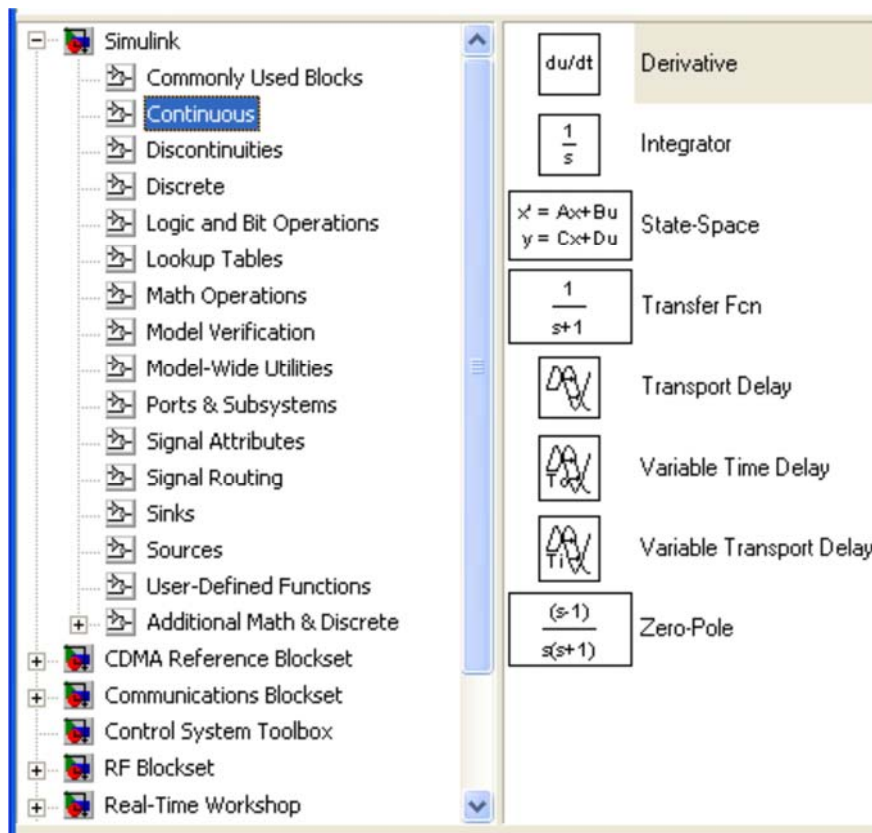 Simulink
Commonly Used Blocks
Continuous
Discontinuities
Discrete
Logic and Bit Operations
Lookup Tables
Math Operations
Model Verification
Model-Wide Utilities
Ports & Subsystems
Signal Attributes
Signal Routing
Sinks
Sources
User-Defined Functions
Additional Math & Discrete
CDMA Reference Blockset
Communications Blockset
Control System Toolbox
RF Blockset
Real-Time Workshop
du/dt Derivative
1
s
Integrator
x' = Ax+Bu
y = Cx+Du
State-Space
1
s+1
Transfer Fcn
Transport Delay
To
Variable Time Delay
Ti
Variable Transport Delay
(s-1)
s(s+1)
Zero-Pole